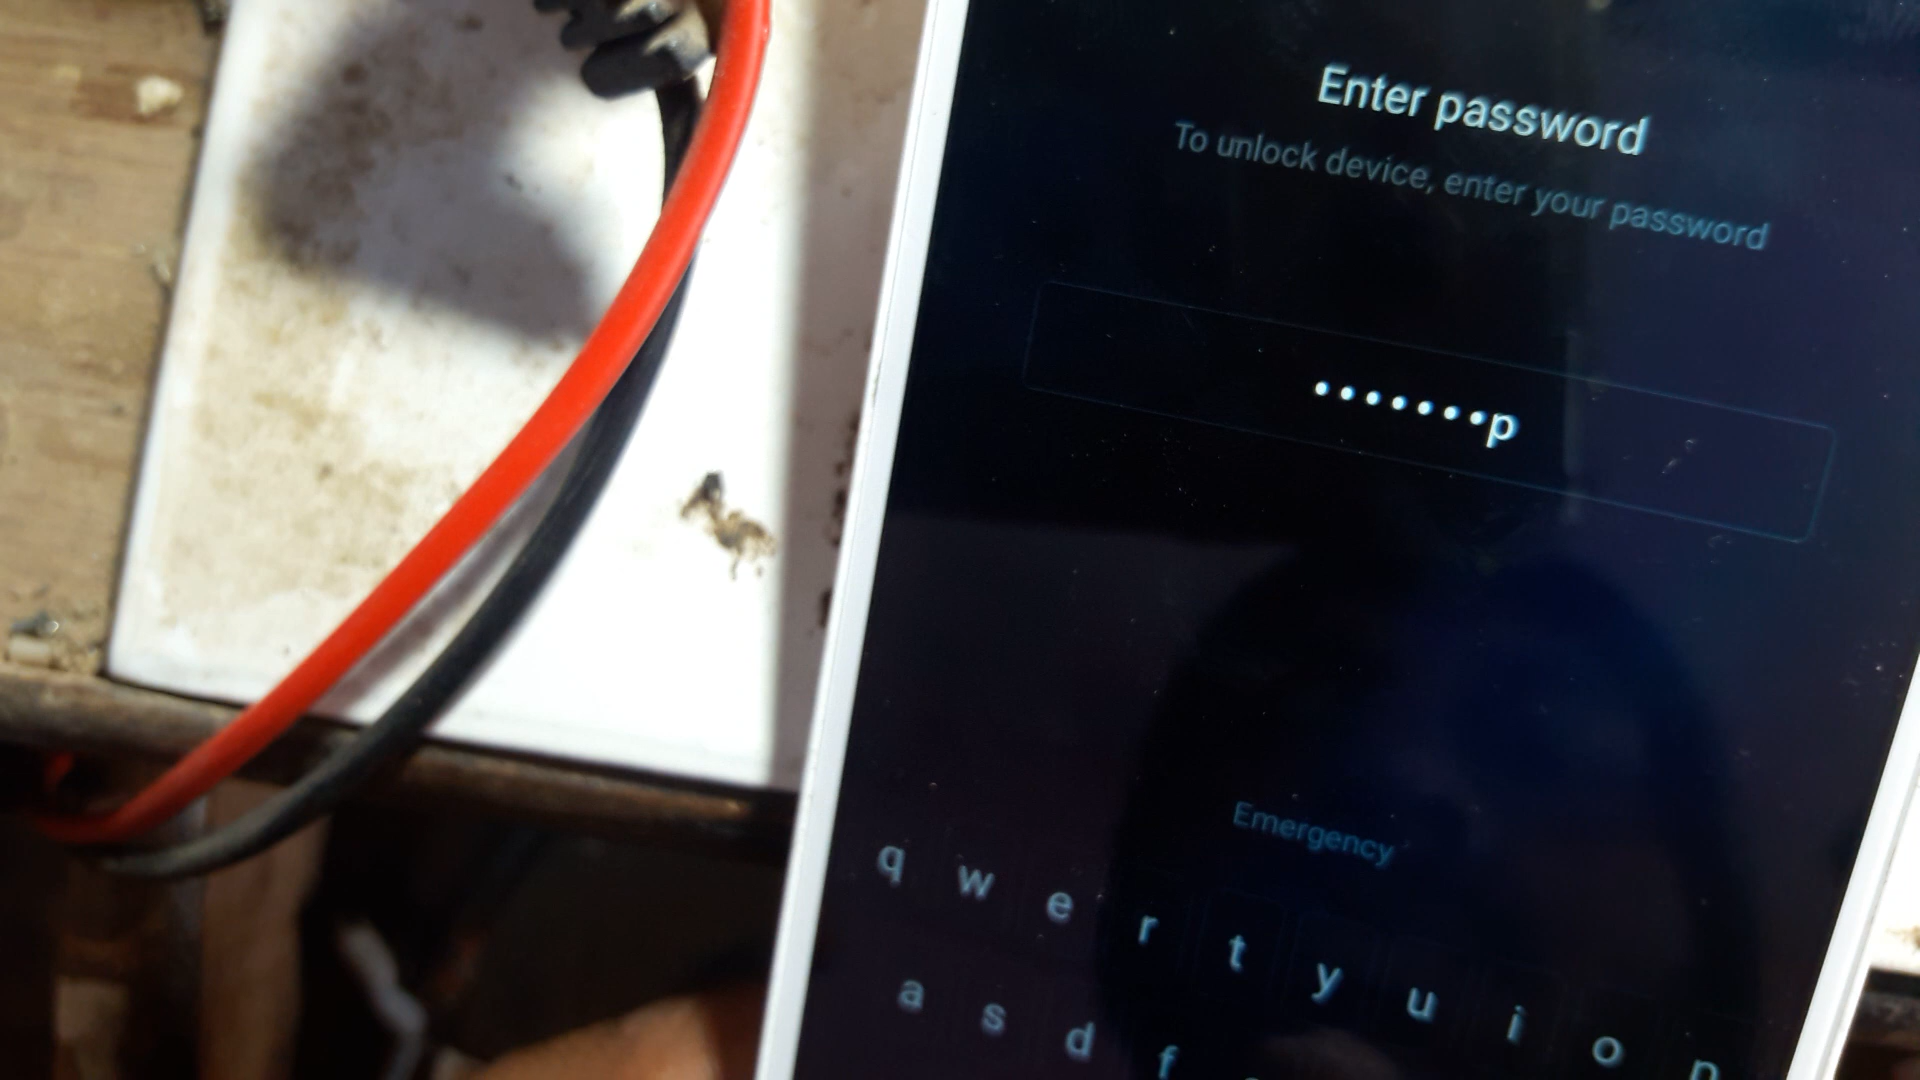 Enter password
To unlock device, enter your password
•••••••p
Emergency
q w e r t y u i o p
a s d f